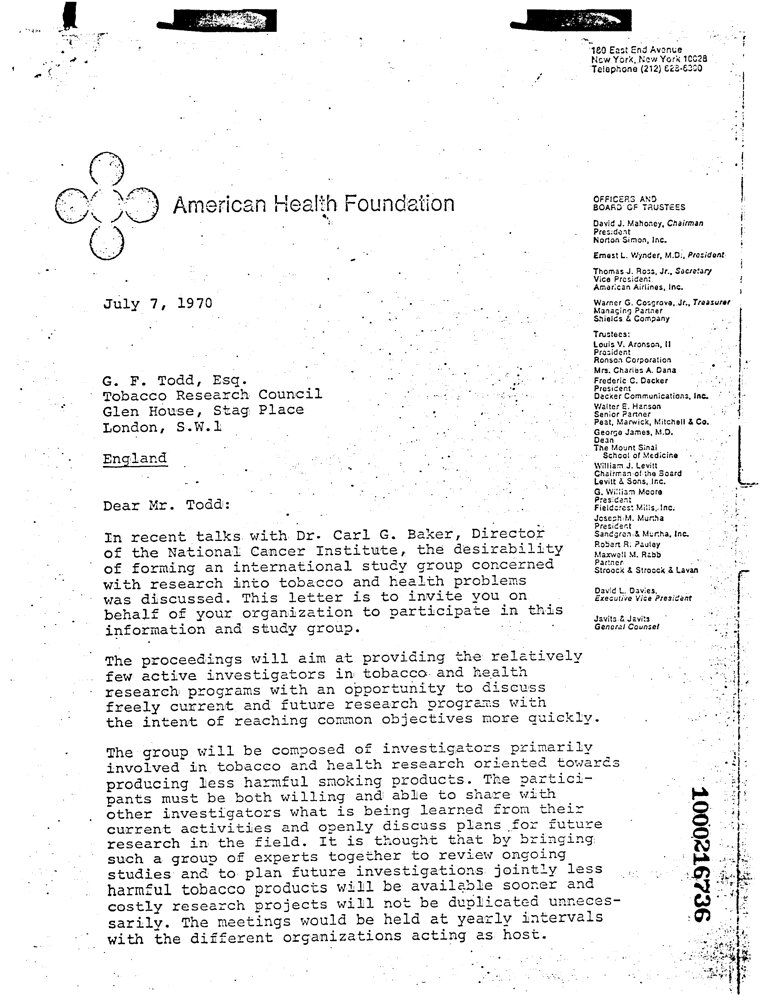 180 East End Avenue
New York, New York 10028
Telephone (212) 628-6300
American Health Foundation
OFFICERS AND
BOARD OF TRUSTEES
David J. Mahoney, Chairman
President
Norton Simon, Inc.
Ernest L. Wynder, M.D., President
Thomas J. Ross, Jr., Secretary
Vice President
American Airlines, Inc.
Warner G. Cosgrove, Jr., Treasurer
Managing Partner
Shields & Company
Trustees:
Louis V. Aronson, II
President
Ronson Corporation
Mrs. Charles A. Dana
Frederic C. Decker
President
Decker Communications, Inc.
Walter E. Hanson
Senior Partner
Peat, Marwick, Mitchell & Co.
George James, M.D.
Dean
The Mount Sinai
School of Medicine
William J. Levitt
Chairman of the Board
Levitt & Sons, Inc.
G. William Moore
President
Fieldcrest Mills, Inc.
Joseph M. Murtha
President
Sandgren & Murtha, Inc.
Robert R. Pauley
Maxwell M. Rabb
Partner
Stroock & Stroock & Lavan
David L. Davies,
Executive Vice President
Javits & Javits
General Counsel
July 7, 1970
G. F. Todd, Esq.
Tobacco Research Council
Glen House, Stag Place
London, S.W.1
England
Dear Mr. Todd:
In recent talks with Dr. Carl G. Baker, Director
of the National Cancer Institute, the desirability
of forming an international study group concerned
with research into tobacco and health problems
was discussed. This letter is to invite you on
behalf of your organization to participate in this
information and study group.
The proceedings will aim at providing the relatively
few active investigators in tobacco and health
research programs with an opportunity to discuss
freely current and future research programs with
the intent of reaching common objectives more quickly.
The group will be composed of investigators primarily
involved in tobacco and health research oriented towards
producing less harmful smoking products. The partici-
pants must be both willing and able to share with
other investigators what is being learned from their
current activities and openly discuss plans for future
research in the field. It is thought that by bringing
such a group of experts together to review ongoing
studies and to plan future investigations jointly less
harmful tobacco products will be available sooner and
costly research projects will not be duplicated unneces-
sarily. The meetings would be held at yearly intervals
with the different organizations acting as host.
1000216736